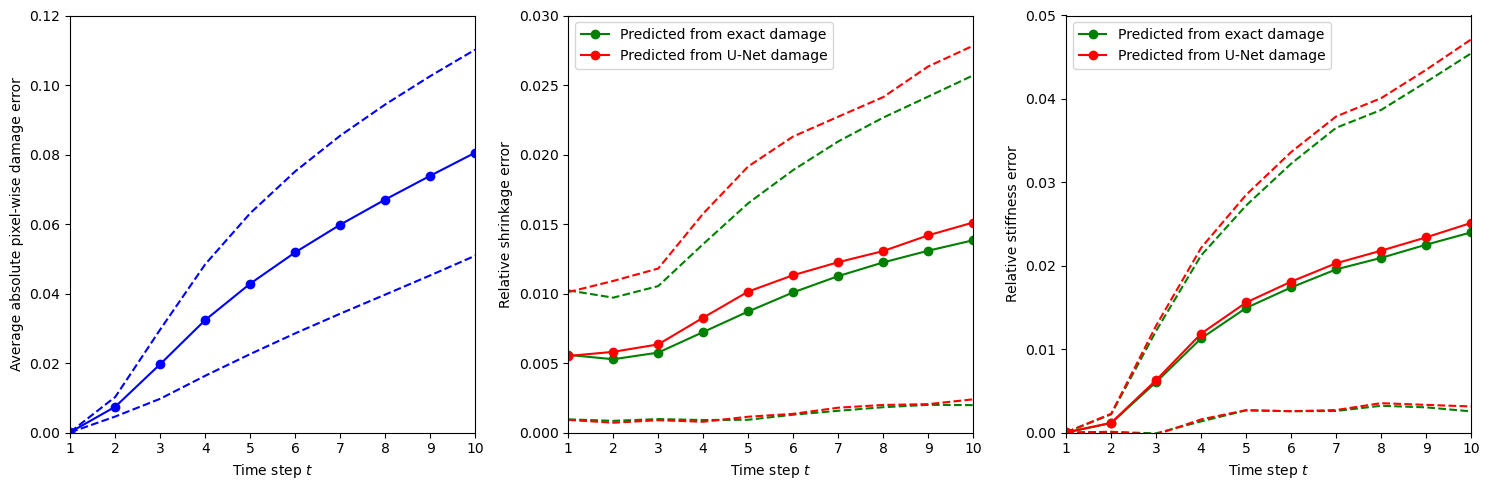 Average absolute pixel-wise damage error
0.12
0.10
0.08
0.06
0.04
0.02
0.00
1 2 3 4 5 6 7 8 9 10
Time step t
Relative shrinkage error
0.030
0.025
0.020
0.015
0.010
0.005
0.000
Predicted from exact damage
Predicted from U-Net damage
1 2 3 4 5 6 7 8 9 10
Time step t
Relative stiffness error
0.05
0.04
0.03
0.02
0.01
0.00
Predicted from exact damage
Predicted from U-Net damage
1 2 3 4 5 6 7 8 9 10
Time step t